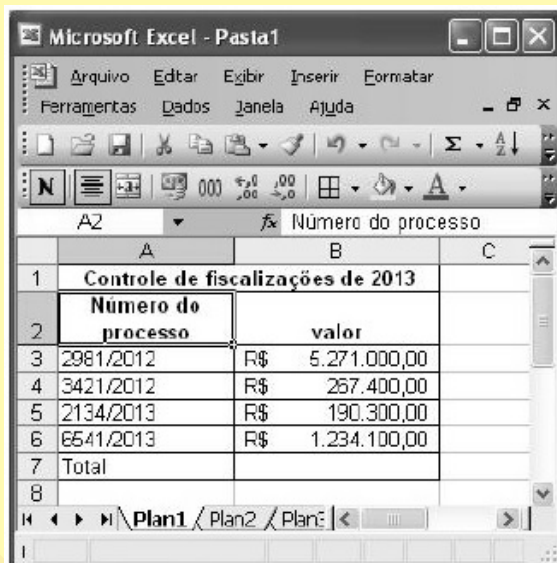 Microsoft Excel - Pasta1
Arquivo Editar Exibir Inserir Formatar
Ferramentas Dados Janela Ajuda
Σ
A
Z
N 000 A
A2 fx Número do processo
A B C
1 Controle de fiscalizações de 2013
2 Número do processo valor
3 2981/2012 R$ 5.271.000,00
4 3421/2012 R$ 267.400,00
5 2134/2013 R$ 190.300,00
6 6541/2013 R$ 1.234.100,00
7 Total
8
Plan1 Plan2